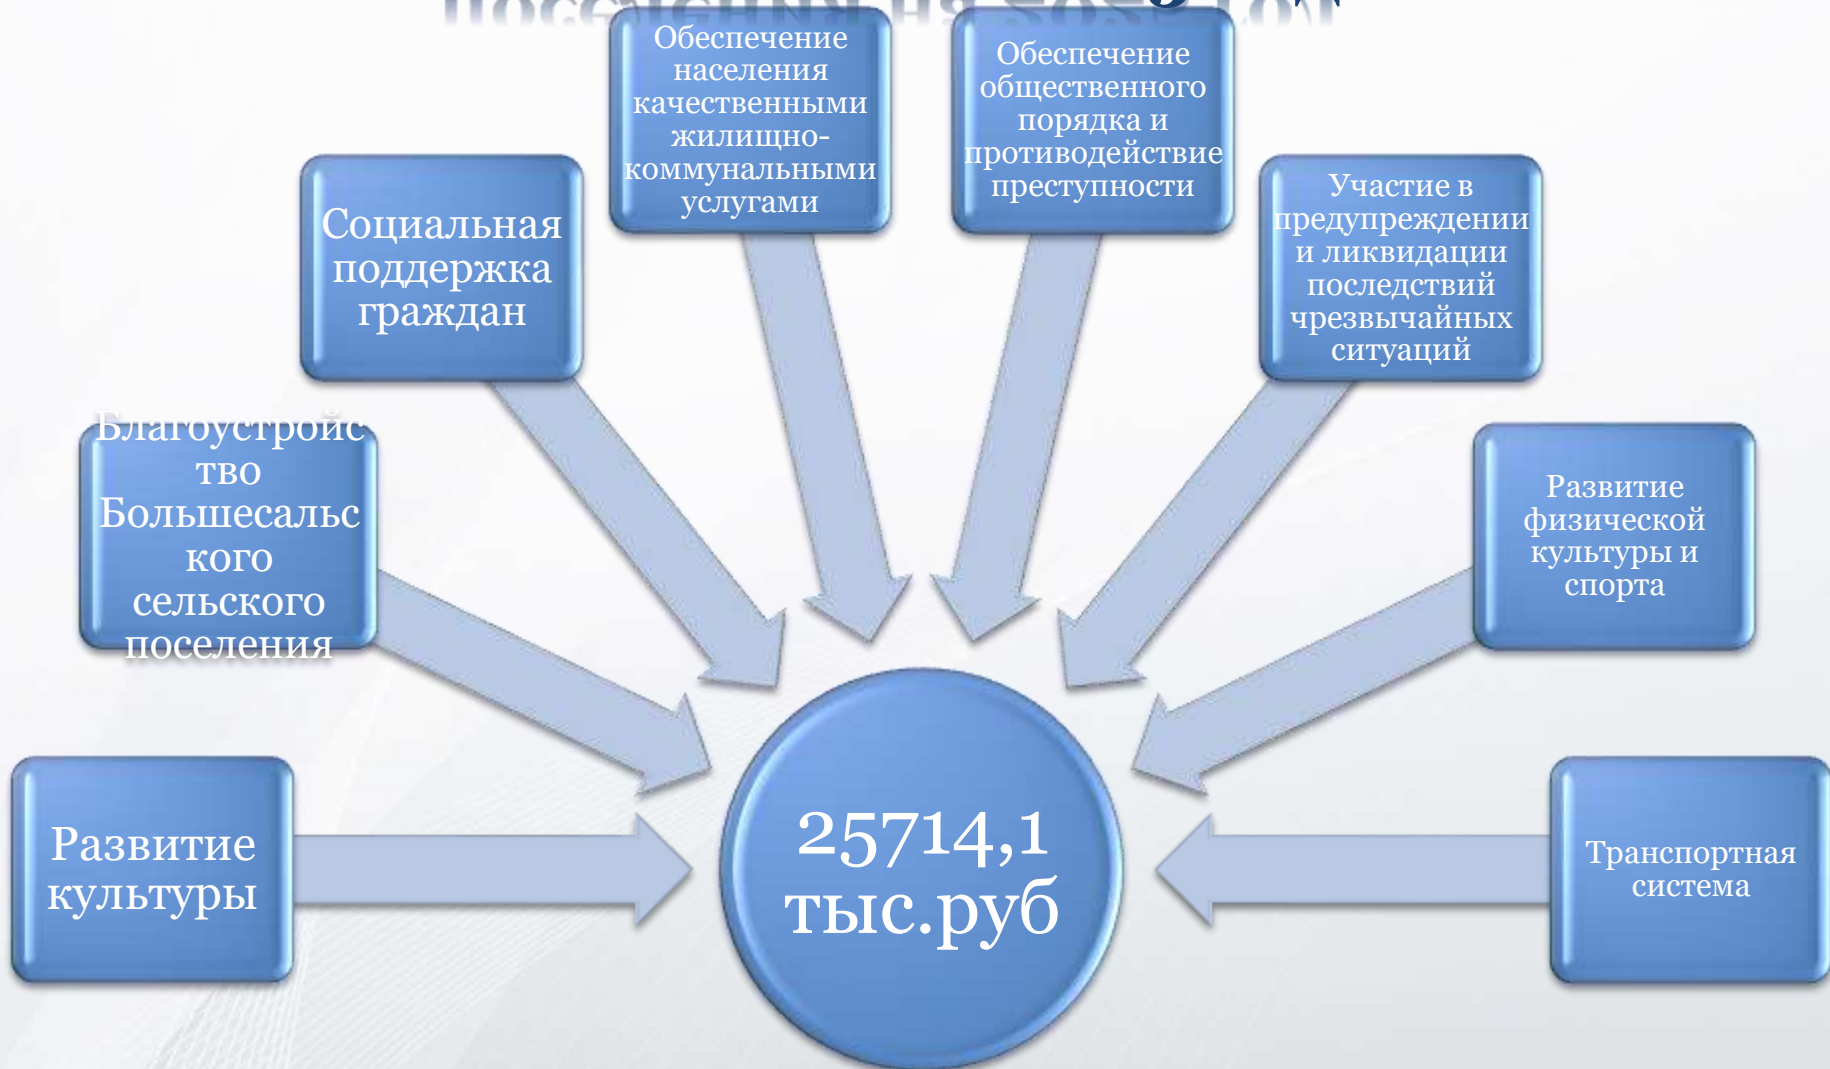 Обеспечение
населения
качественными
жилищно-
коммунальными
услугами
Обеспечение
общественного
порядка и
противодействие
преступности
Социальная
поддержка
граждан
Участие в
предупреждении
и ликвидации
последствий
чрезвычайных
ситуаций
Благоустройс
тво
Большесальс
кого
сельского
поселения
Развитие
физической
культуры и
спорта
Развитие
культуры
25714,1
тыс.руб
Транспортная
система